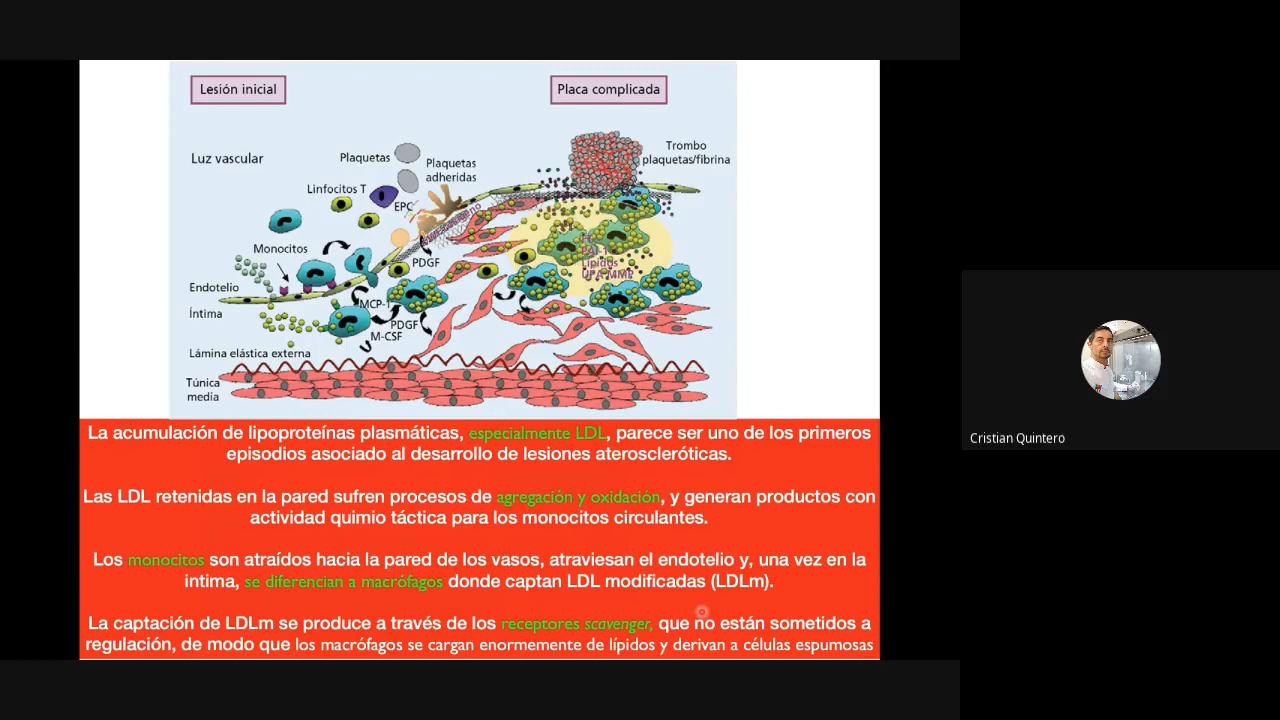 Lesión inicial
Placa complicada
Luz vascular
Plaquetas
Plaquetas
adheridas
Trombo
plaquetas/fibrina
Linfocitos T
EPC
Monocitos
PDGF
Lípidos
UPA MMP
Endotelio
MCP-1
Íntima
PDGF
M-CSF
Lámina elástica externa
Túnica
media
La acumulación de lipoproteínas plasmáticas, especialmente LDL, parece ser uno de los primeros
episodios asociado al desarrollo de lesiones ateroscleróticas.
Las LDL retenidas en la pared sufren procesos de agregación y oxidación, y generan productos con
actividad quimio táctica para los monocitos circulantes.
Los monocitos son atraídos hacia la pared de los vasos, atraviesan el endotelio y, una vez en la
intima, se diferencian a macrófagos donde captan LDL modificadas (LDLm).
La captación de LDLm se produce a través de los receptores scavenger, que no están sometidos a
regulación, de modo que los macrófagos se cargan enormemente de lípidos y derivan a células espumosas
Cristian Quintero